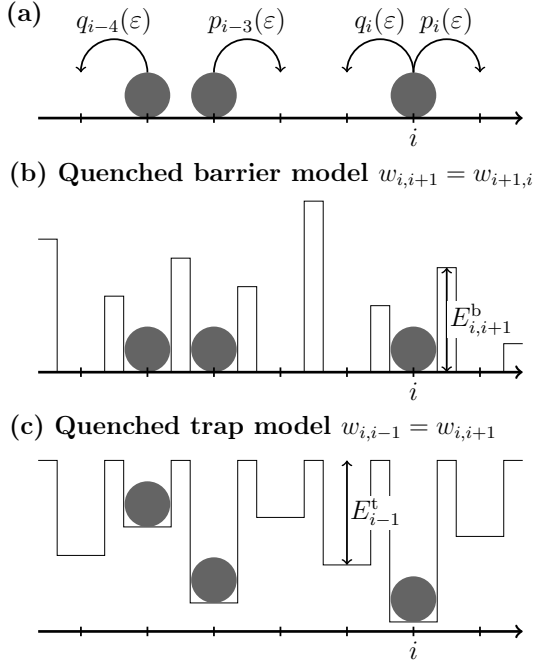 (a)
q_{i−4}(ε) p_{i−3}(ε) q_i(ε) p_i(ε)
i
(b) Quenched barrier model w_{i,i+1} = w_{i+1,i}
E^b_{i,i+1}
i
(c) Quenched trap model w_{i,i−1} = w_{i,i+1}
E^t_{i−1}
i